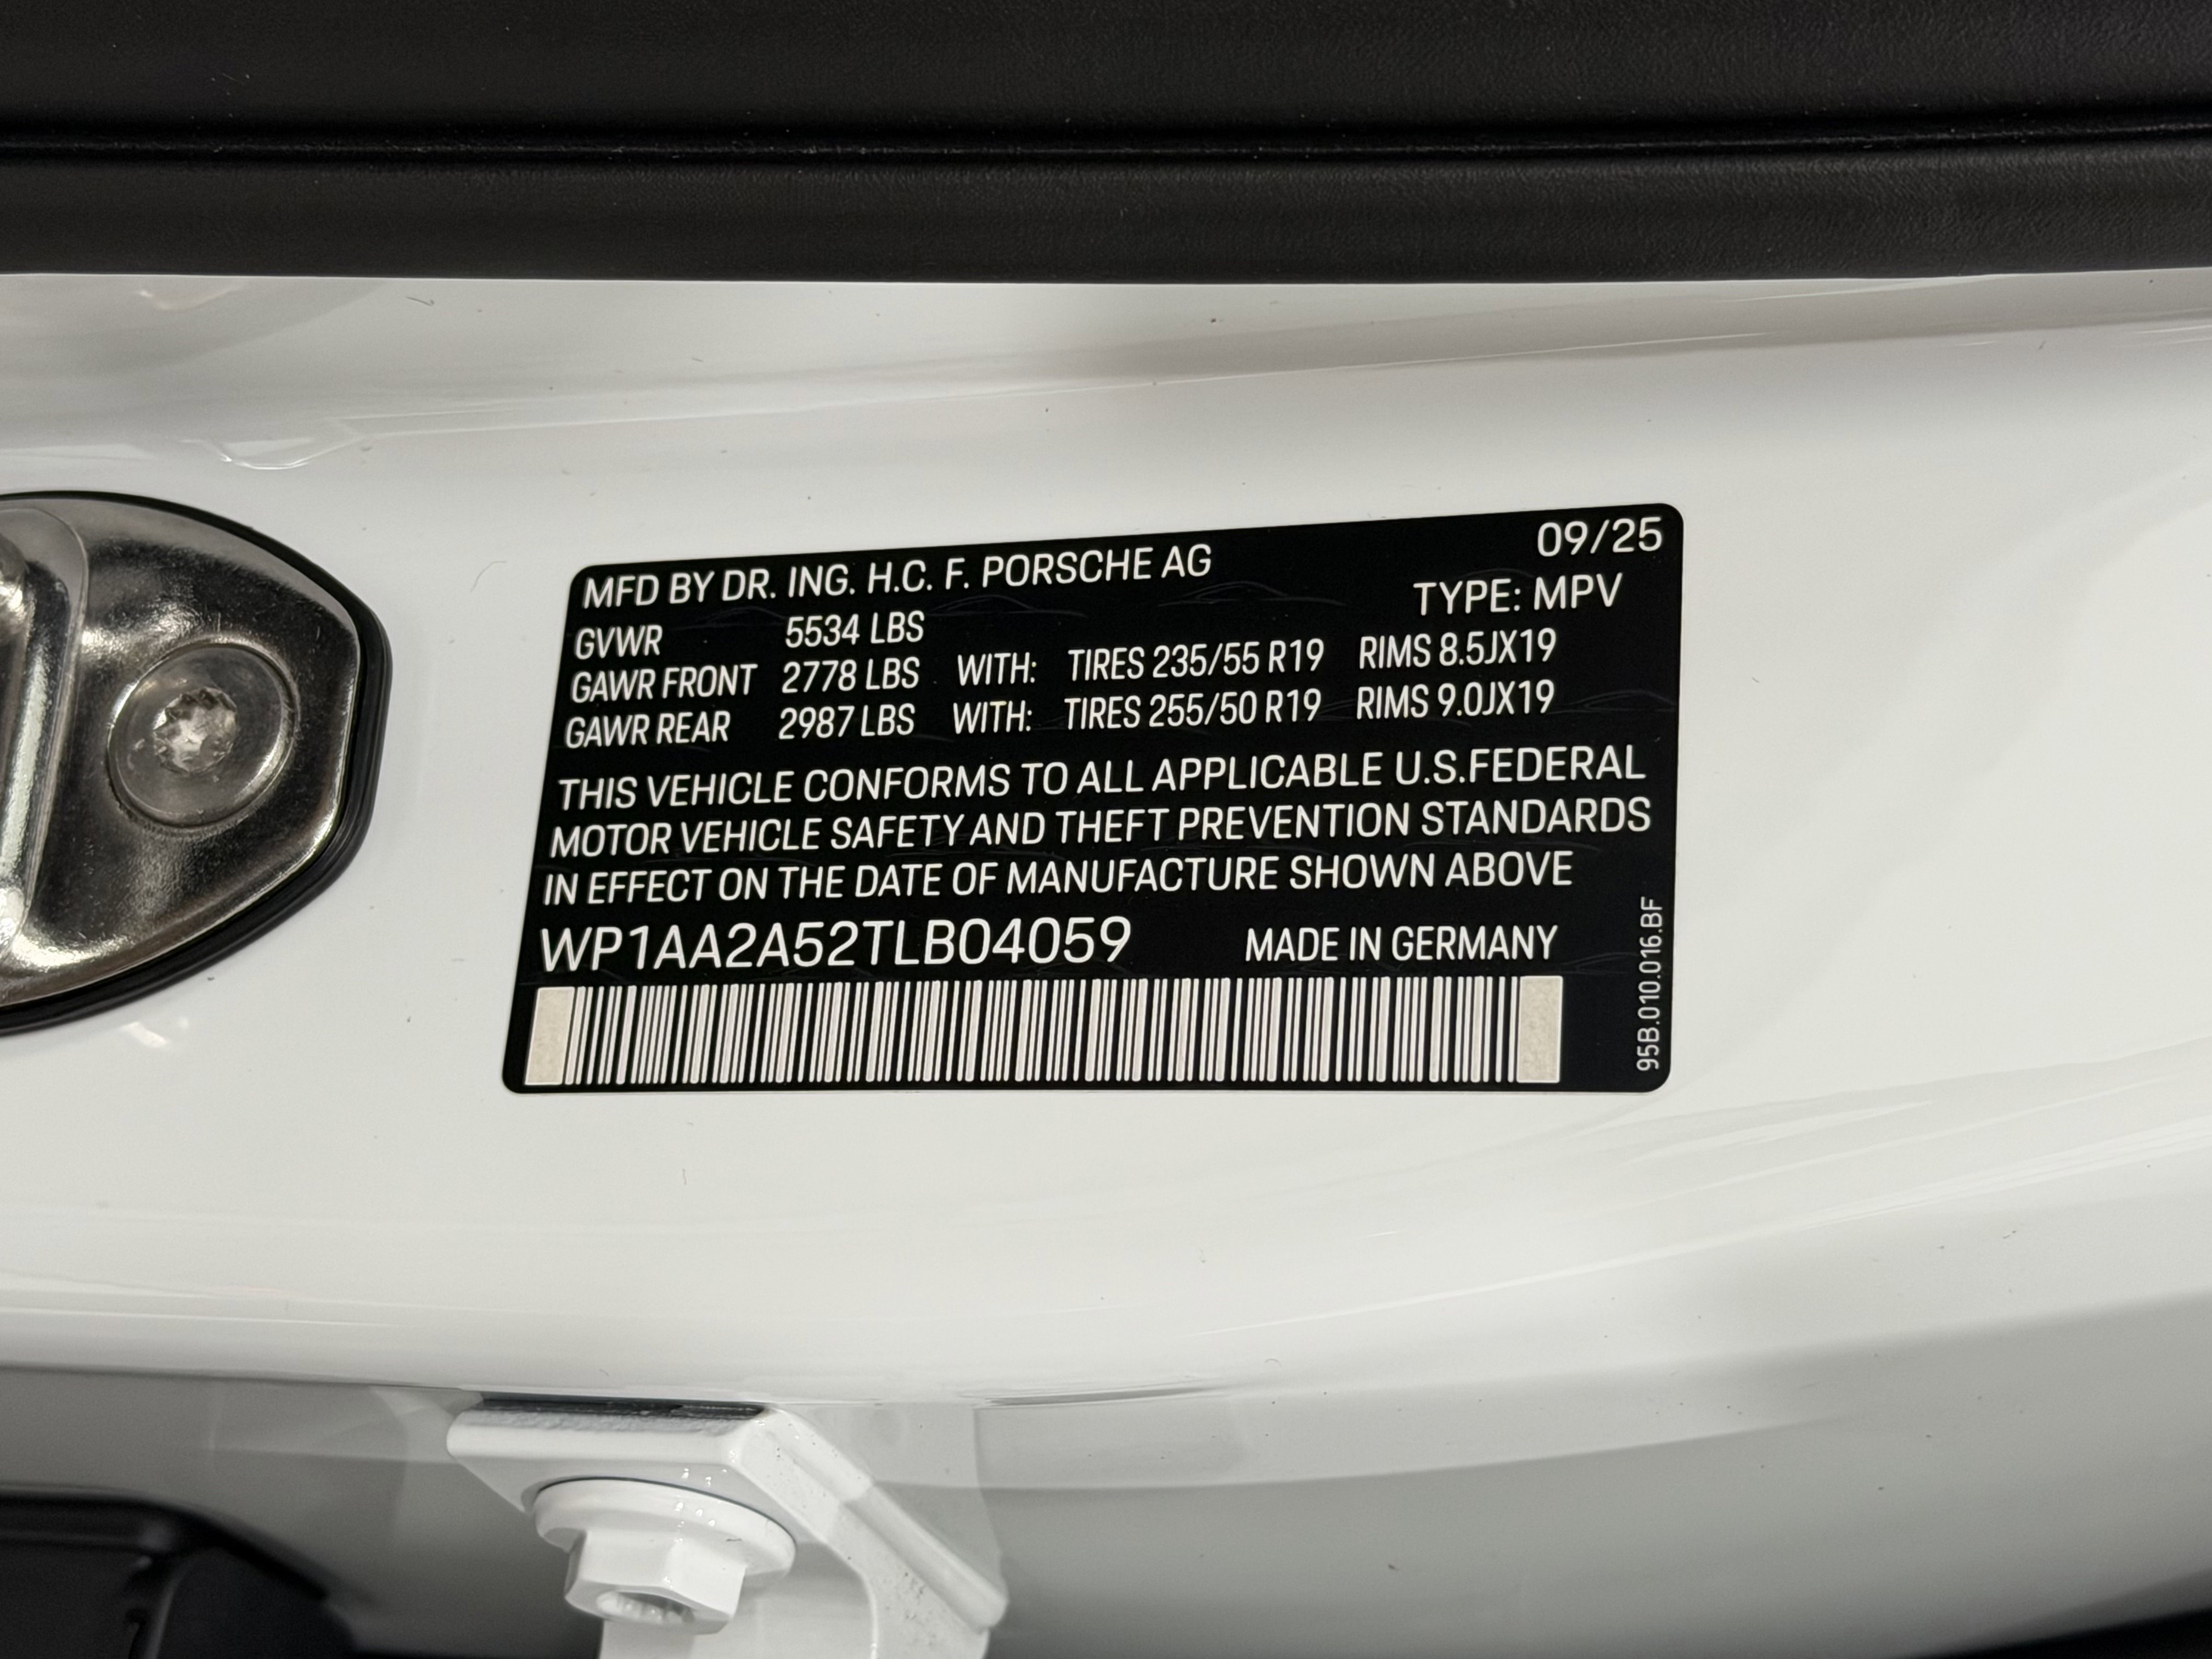 MFD BY DR. ING. H.C. F. PORSCHE AG 09/25
TYPE: MPV
GVWR 5534 LBS
GAWR FRONT 2778 LBS WITH: TIRES 235/55 R19 RIMS 8.5JX19
GAWR REAR 2987 LBS WITH: TIRES 255/50 R19 RIMS 9.0JX19
THIS VEHICLE CONFORMS TO ALL APPLICABLE U.S.FEDERAL
MOTOR VEHICLE SAFETY AND THEFT PREVENTION STANDARDS
IN EFFECT ON THE DATE OF MANUFACTURE SHOWN ABOVE
WP1AA2A52TLB04059 MADE IN GERMANY
95B.010.016.BF